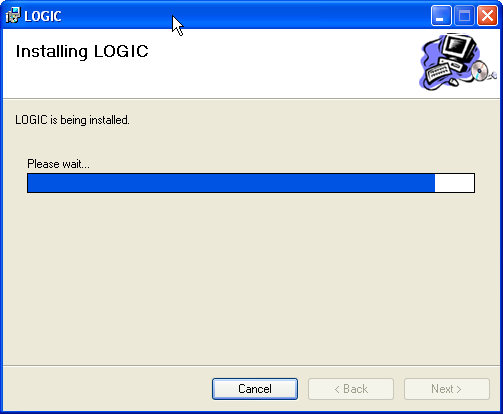 LOGIC
Installing LOGIC
LOGIC is being installed.
Please wait...
Cancel
< Back
Next >